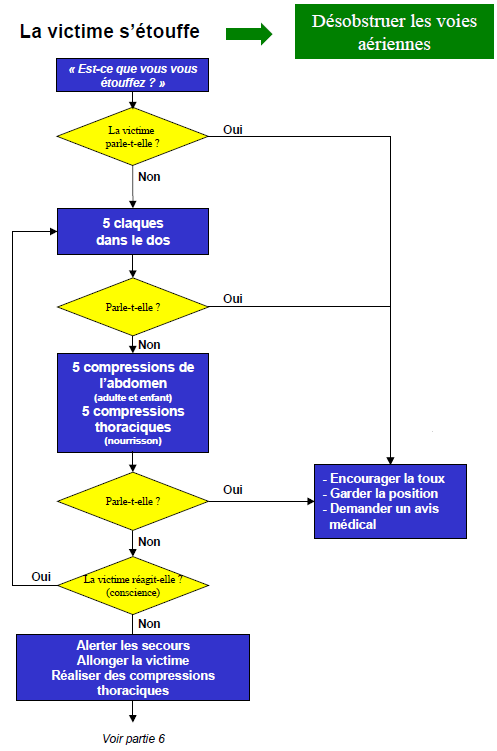 La victime s'étouffe
Désobstruer les voies
aériennes
« Est-ce que vous vous
étouffez ? »
La victime
parle-t-elle ?
Oui
Non
5 claques
dans le dos
Parle-t-elle ?
Oui
Non
5 compressions de
l'abdomen
(adulte et enfant)
5 compressions
thoraciques
(nourrisson)
- Encourager la toux
- Garder la position
- Demander un avis
médical
Parle-t-elle ?
Oui
Non
La victime réagit-elle ?
(conscience)
Oui
Non
Alerter les secours
Allonger la victime
Réaliser des compressions
thoraciques
Voir partie 6